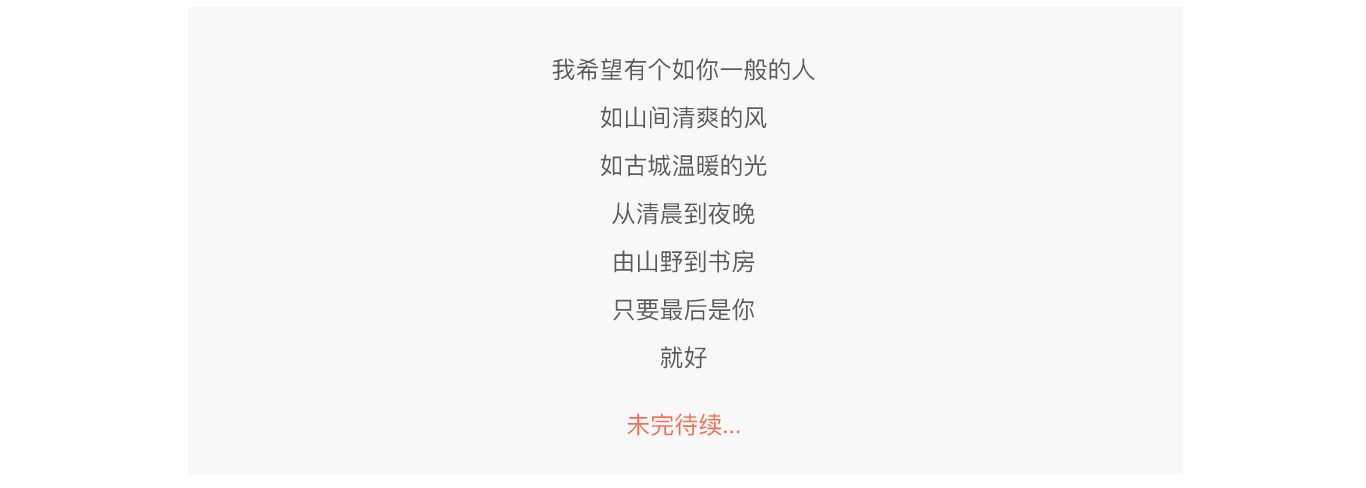 我希望有个如你一般的人
如山间清爽的风
如古城温暖的光
从清晨到夜晚
由山野到书房
只要最后是你
就好
未完待续...